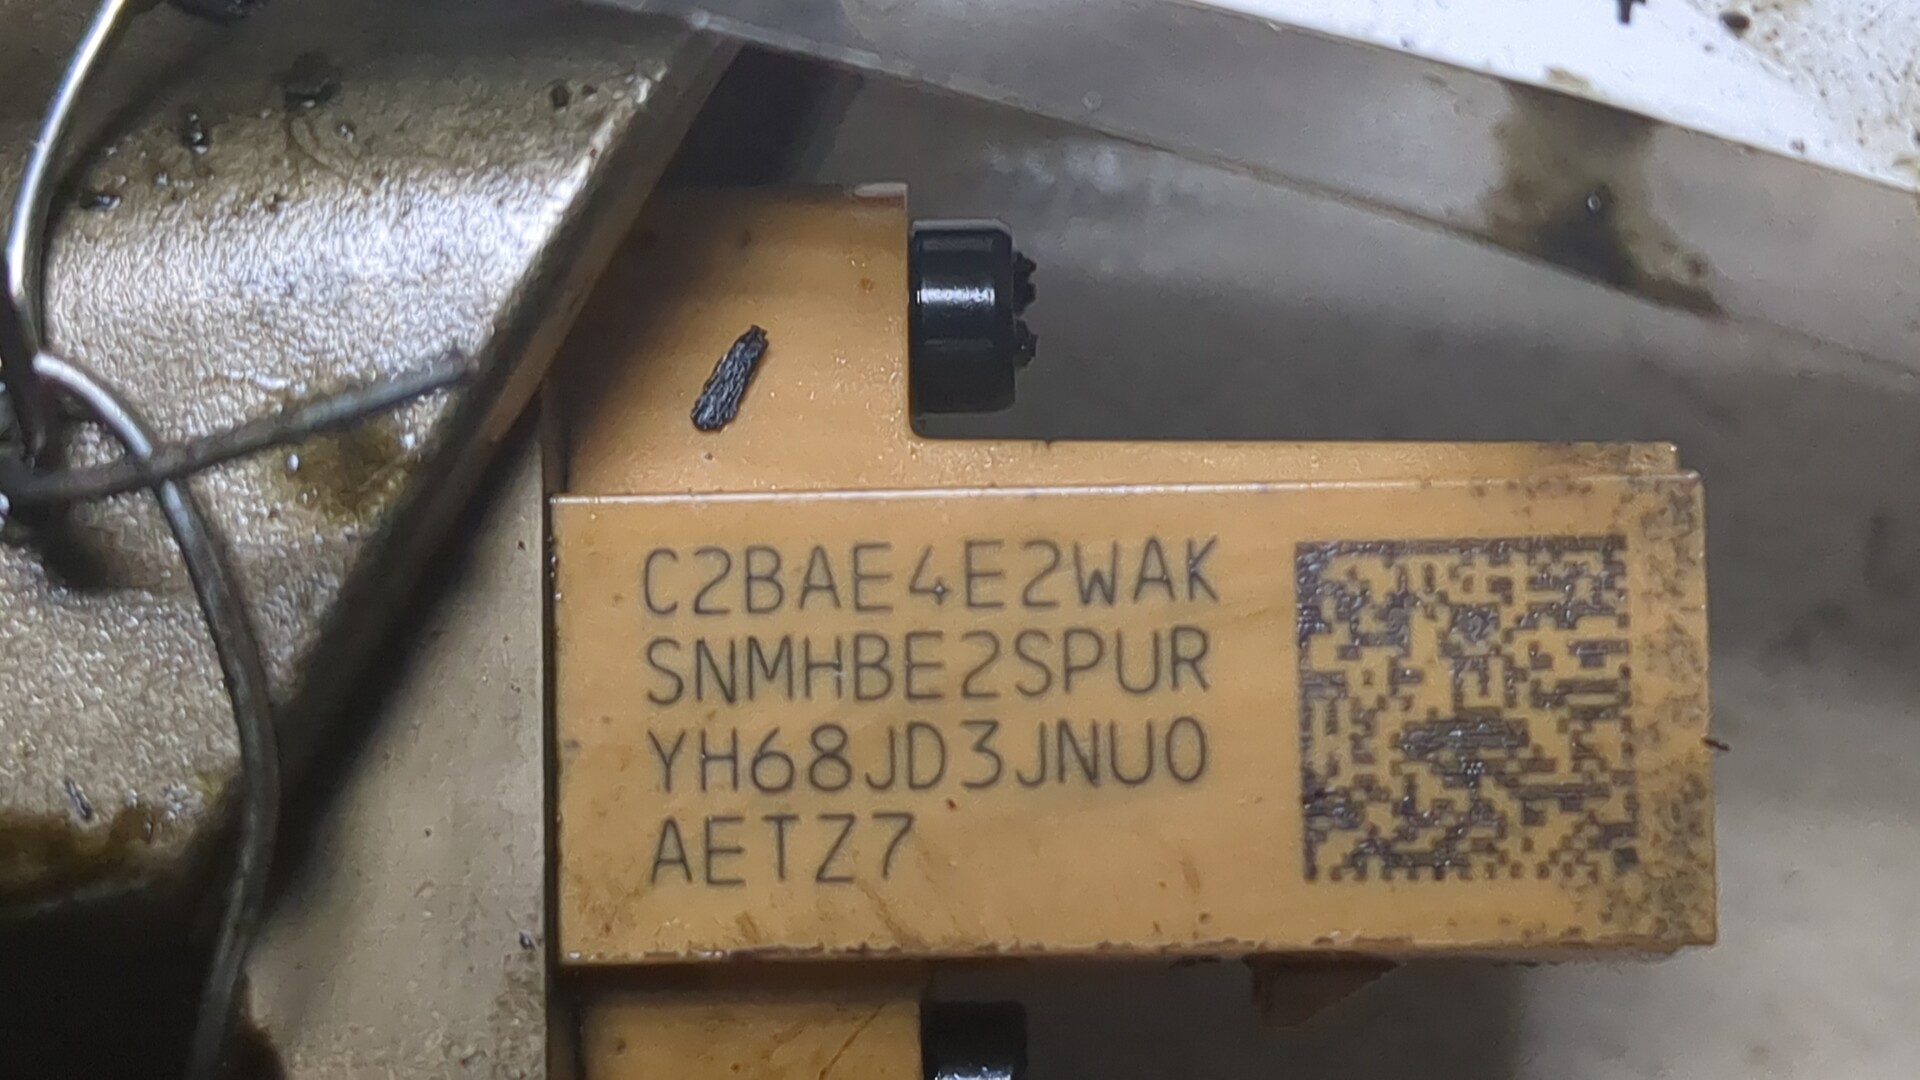 C2BAE4E2WAK
SNMHBE2SPUR
YH68JD3JNU0
AETZ7